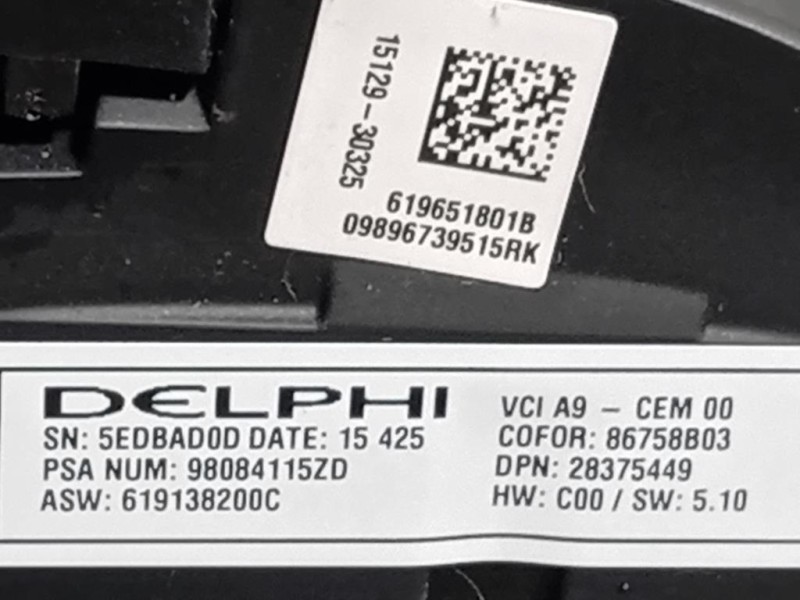 15129-30325
619651801B
09896739515RK
DELPHI
SN: 5EDBAD0D DATE: 15 425
PSA NUM: 98084115ZD
ASW: 619138200C
VCI A9 - CEM 00
COFOR: 86758B03
DPN: 28375449
HW: C00 / SW: 5.10